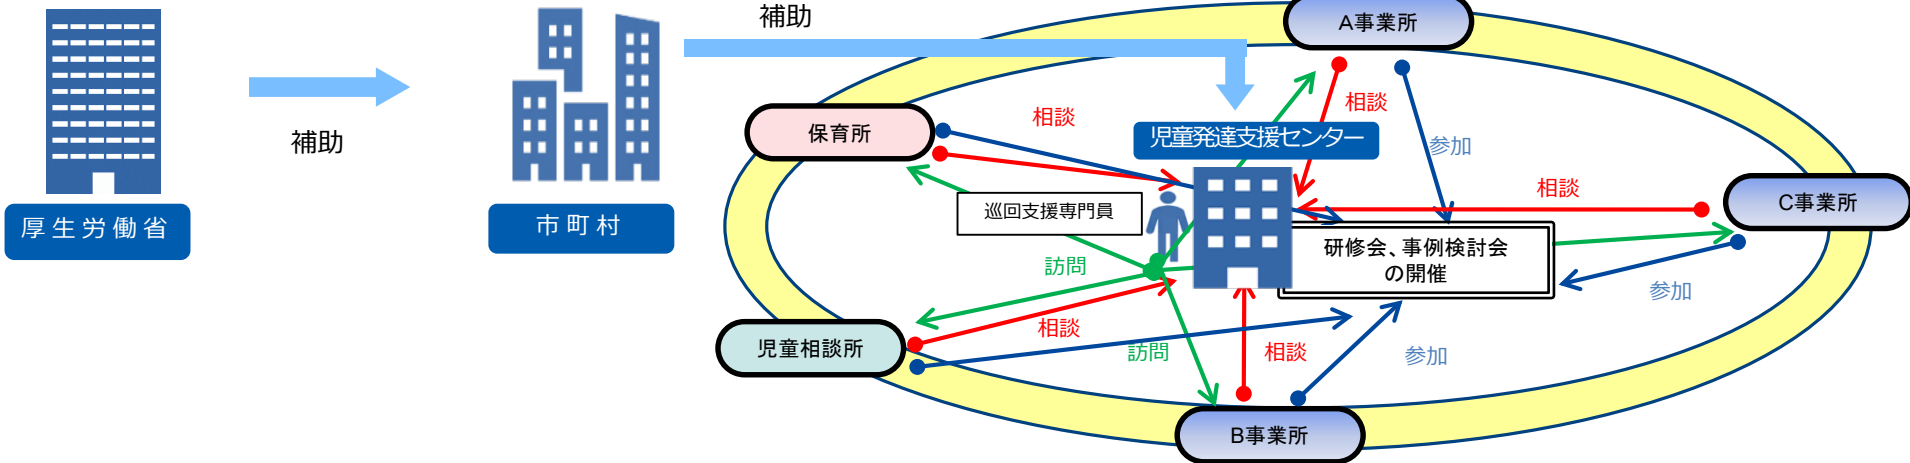 補助
A事業所
補助
保育所
相談
相談
児童発達支援センター
参加
相談
C事業所
巡回支援専門員
厚生労働省
市町村
研修会、事例検討会
の開催
訪問
参加
相談
児童相談所
訪問
相談
参加
B事業所